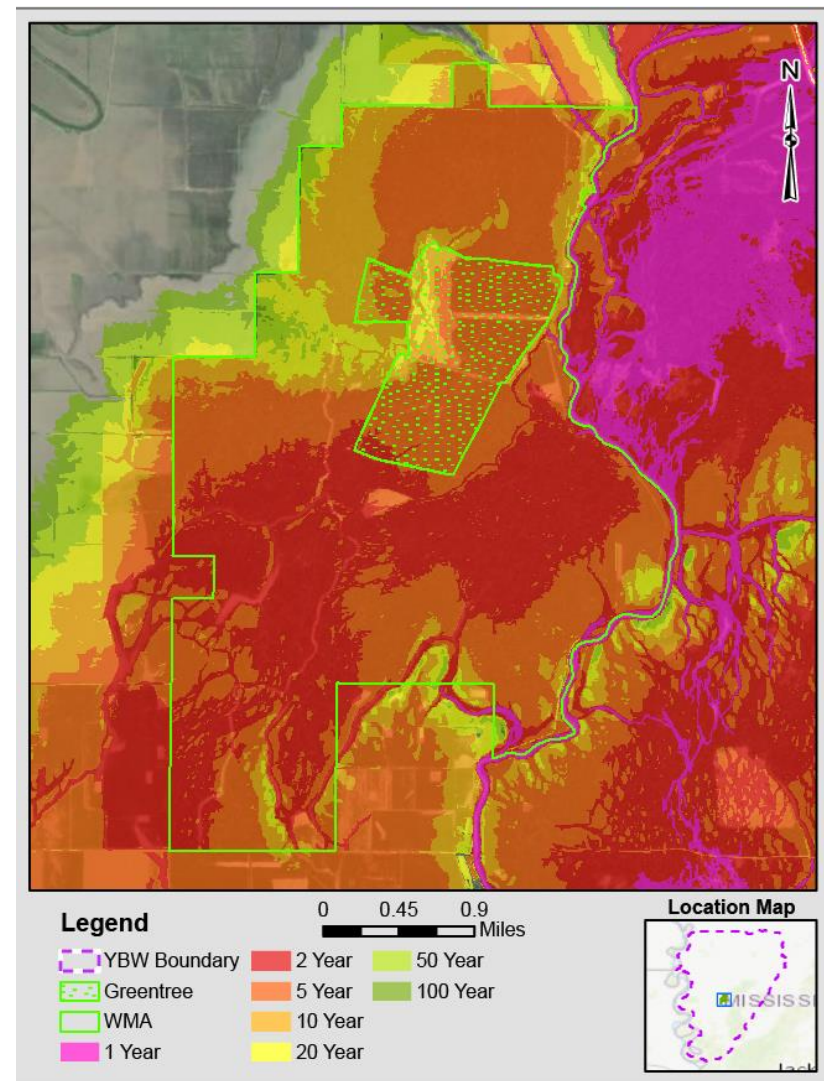 N
Legend
YBW Boundary
Greentree
WMA
1 Year
2 Year
5 Year
10 Year
20 Year
50 Year
100 Year
0 0.45 0.9
Miles
Location Map
MISSISS